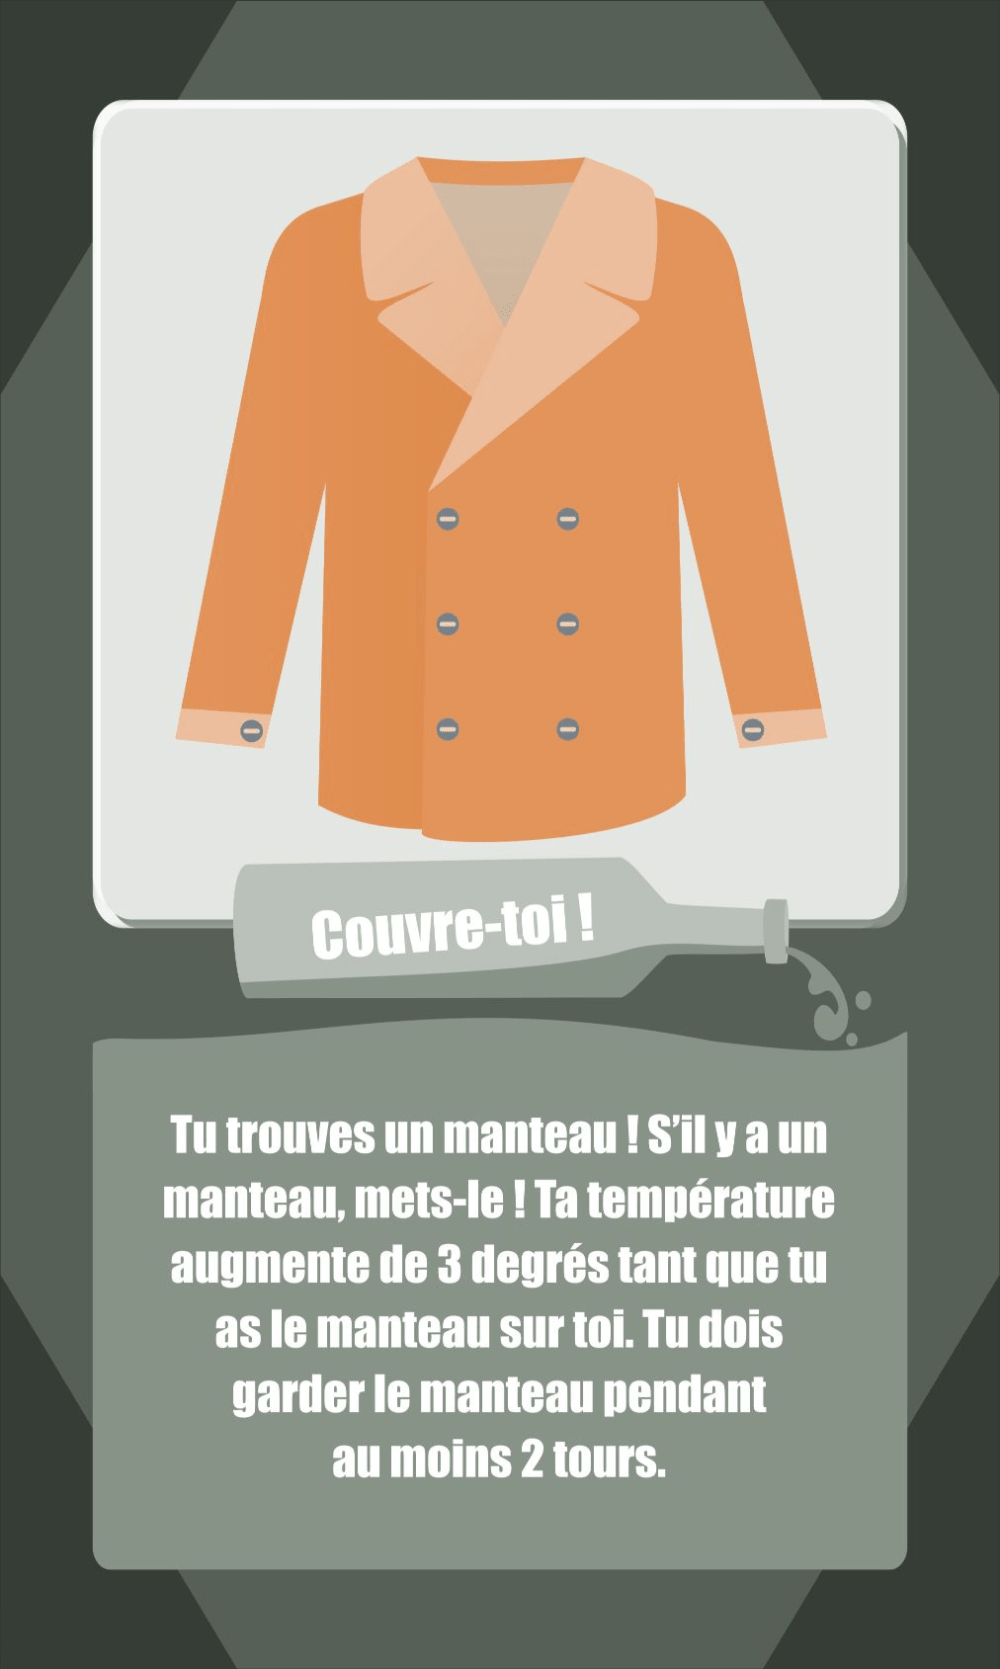 Couvre-toi !
Tu trouves un manteau ! S’il y a un
manteau, mets-le ! Ta température
augmente de 3 degrés tant que tu
as le manteau sur toi. Tu dois
garder le manteau pendant
au moins 2 tours.